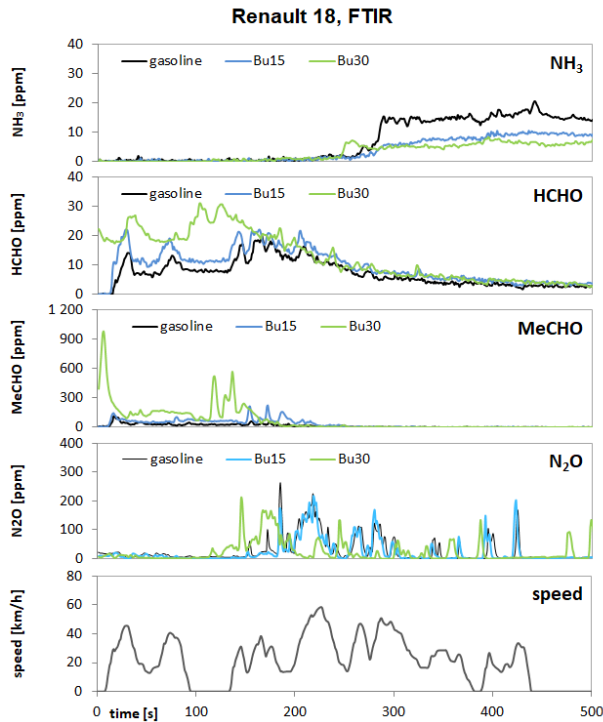 Renault 18, FTIR
NH₃ [ppm]
40
30
20
10
0
gasoline Bu15 Bu30
NH₃
HCHO [ppm]
40
30
20
10
0
gasoline Bu15 Bu30
HCHO
MeCHO [ppm]
1 200
900
600
300
0
gasoline Bu15 Bu30
MeCHO
N2O [ppm]
400
300
200
100
0
gasoline Bu15 Bu30
N₂O
speed [km/h]
80
60
40
20
0
speed
0 time [s] 100 200 300 400 500